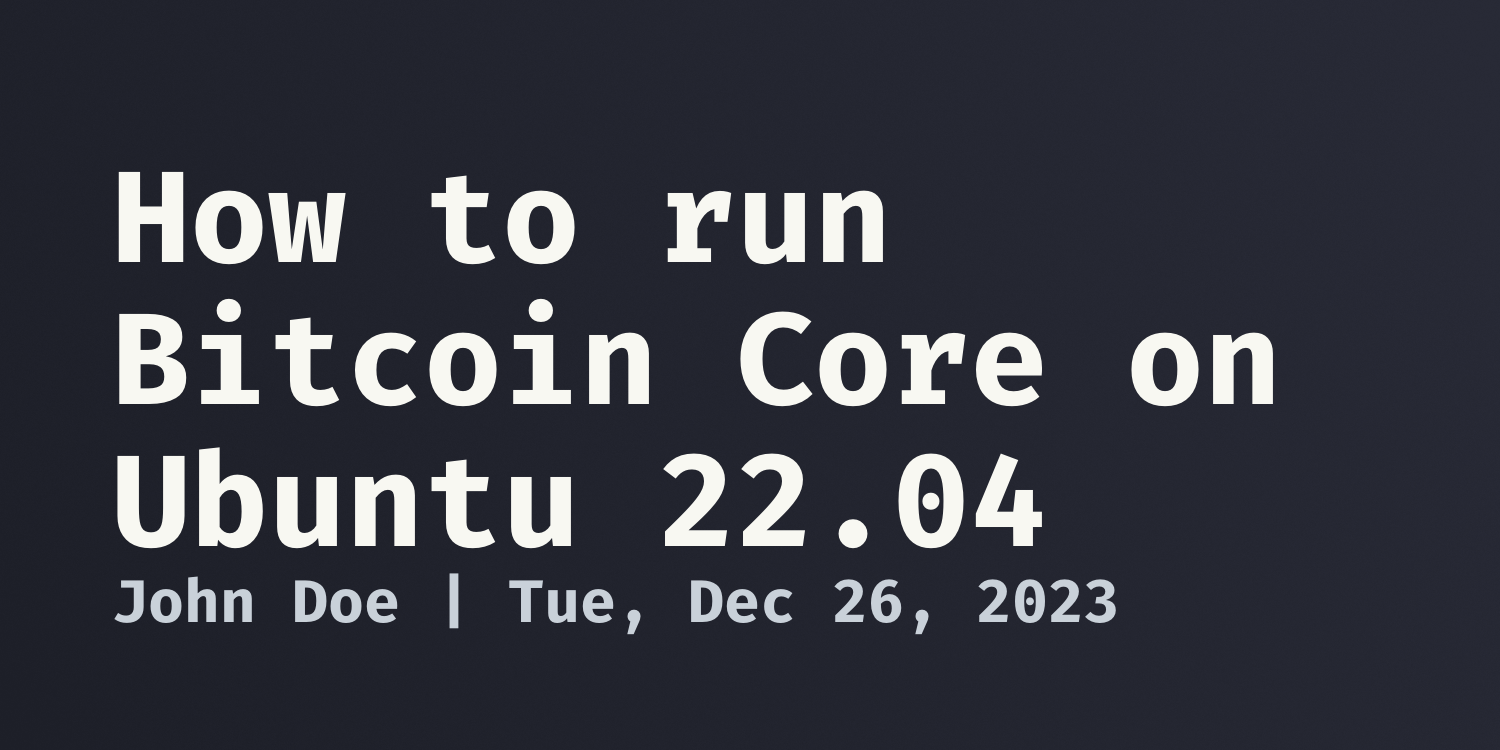 How to run
Bitcoin Core on
Ubuntu 22.04
John Doe | Tue, Dec 26, 2023